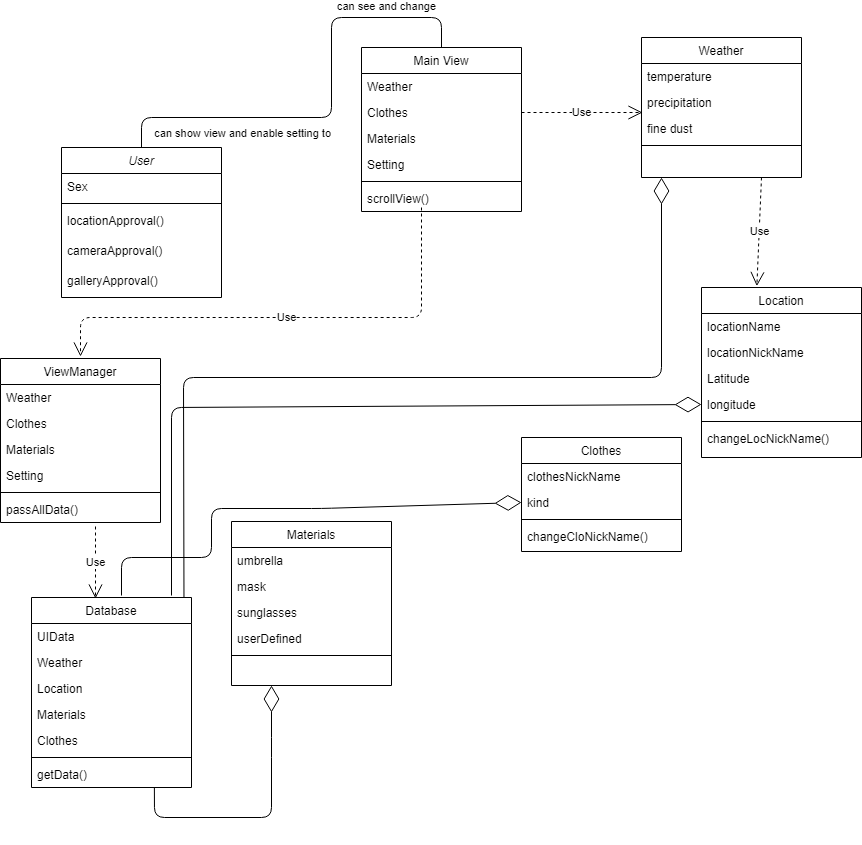 can see and change
Main View
Weather
Clothes
Materials
Setting
scrollView()
Use
Weather
temperature
precipitation
fine dust
can show view and enable setting to
User
Sex
locationApproval()
cameraApproval()
galleryApproval()
Use
Use
Location
locationName
locationNickName
Latitude
longitude
changeLocNickName()
ViewManager
Weather
Clothes
Materials
Setting
passAllData()
Clothes
clothesNickName
kind
changeCloNickName()
Use
Materials
umbrella
mask
sunglasses
userDefined
Database
UIData
Weather
Location
Materials
Clothes
getData()